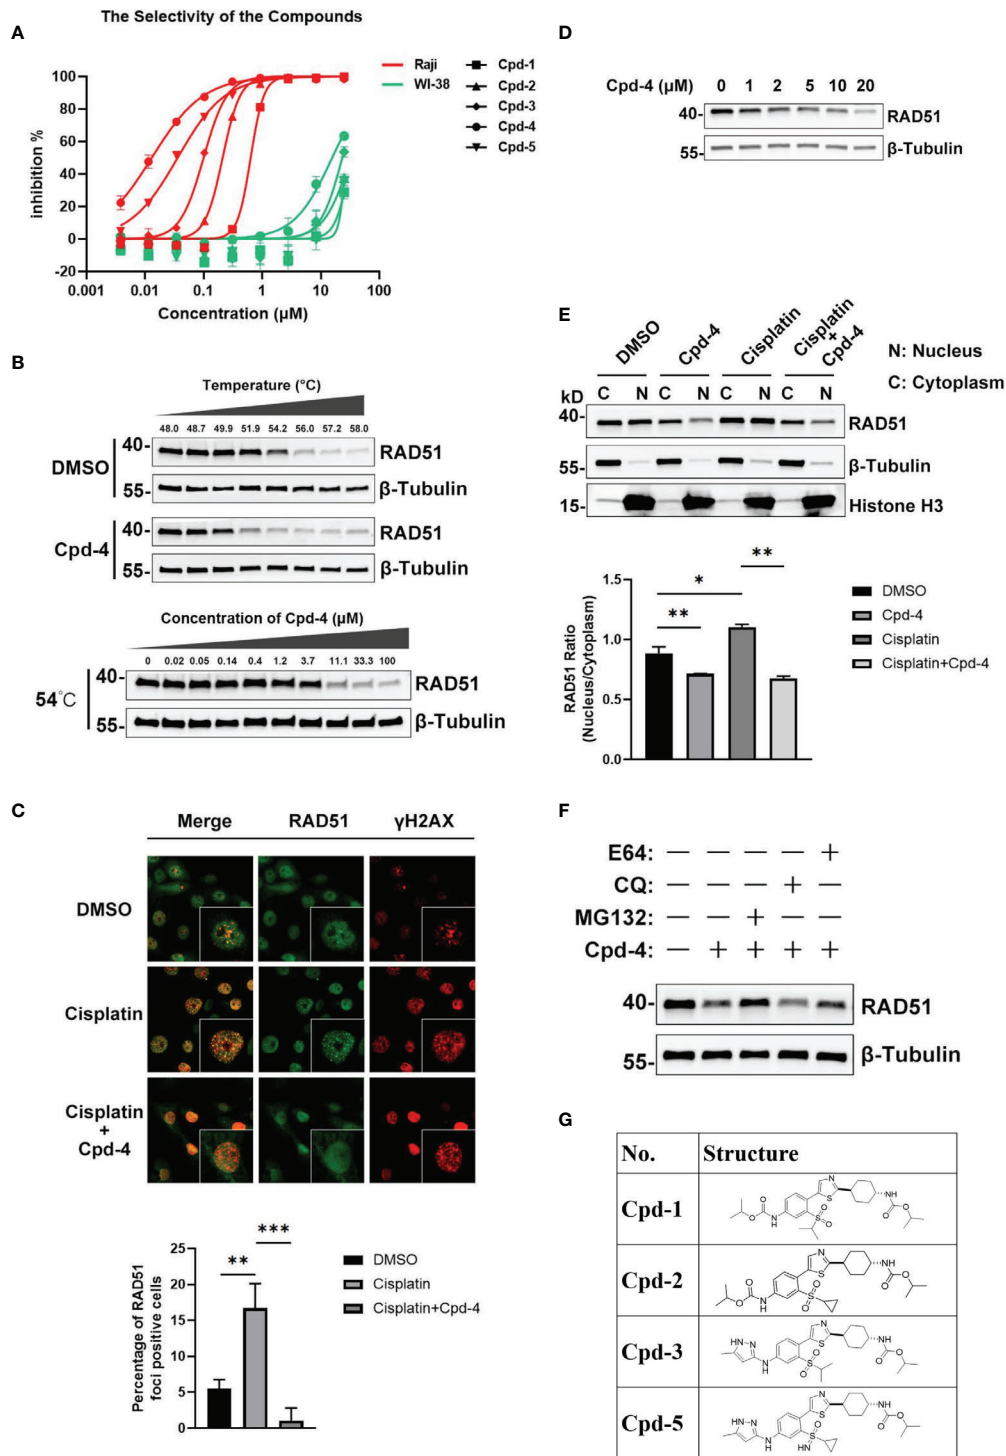 A
The Selectivity of the Compounds
inhibition %
100
80
60
40
20
0
-20
0.001 0.01 0.1 1 10 100
Concentration (μM)
Raji
WI-38
Cpd-1
Cpd-2
Cpd-3
Cpd-4
Cpd-5
B
Temperature (°C)
48.0 48.7 49.9 51.9 54.2 56.0 57.2 58.0
DMSO
40- RAD51
55- β-Tubulin
Cpd-4
40- RAD51
55- β-Tubulin
Concentration of Cpd-4 (μM)
0 0.02 0.05 0.14 0.4 1.2 3.7 11.1 33.3 100
54°C
40- RAD51
55- β-Tubulin
C
Merge RAD51 γH2AX
DMSO
Cisplatin
Cisplatin
+
Cpd-4
Percentage of RAD51
foci positive cells
25
20
15
10
5
0
** ***
DMSO
Cisplatin
Cisplatin+Cpd-4
D
Cpd-4 (μM) 0 1 2 5 10 20
40- RAD51
55- β-Tubulin
E
DMSO Cpd-4 Cisplatin Cisplatin + Cpd-4
N: Nucleus
C: Cytoplasm
kD C N C N C N C N
40- RAD51
55- β-Tubulin
15- Histone H3
RAD51 Ratio
(Nucleus/Cytoplasm)
1.5
1.0
0.5
0.0
**
*
**
DMSO
Cpd-4
Cisplatin
Cisplatin+Cpd-4
F
E64: — — — — +
CQ: — — — + —
MG132: — — + — —
Cpd-4: — + + + +
40- RAD51
55- β-Tubulin
G
No. Structure
Cpd-1
Cpd-2
Cpd-3
Cpd-5